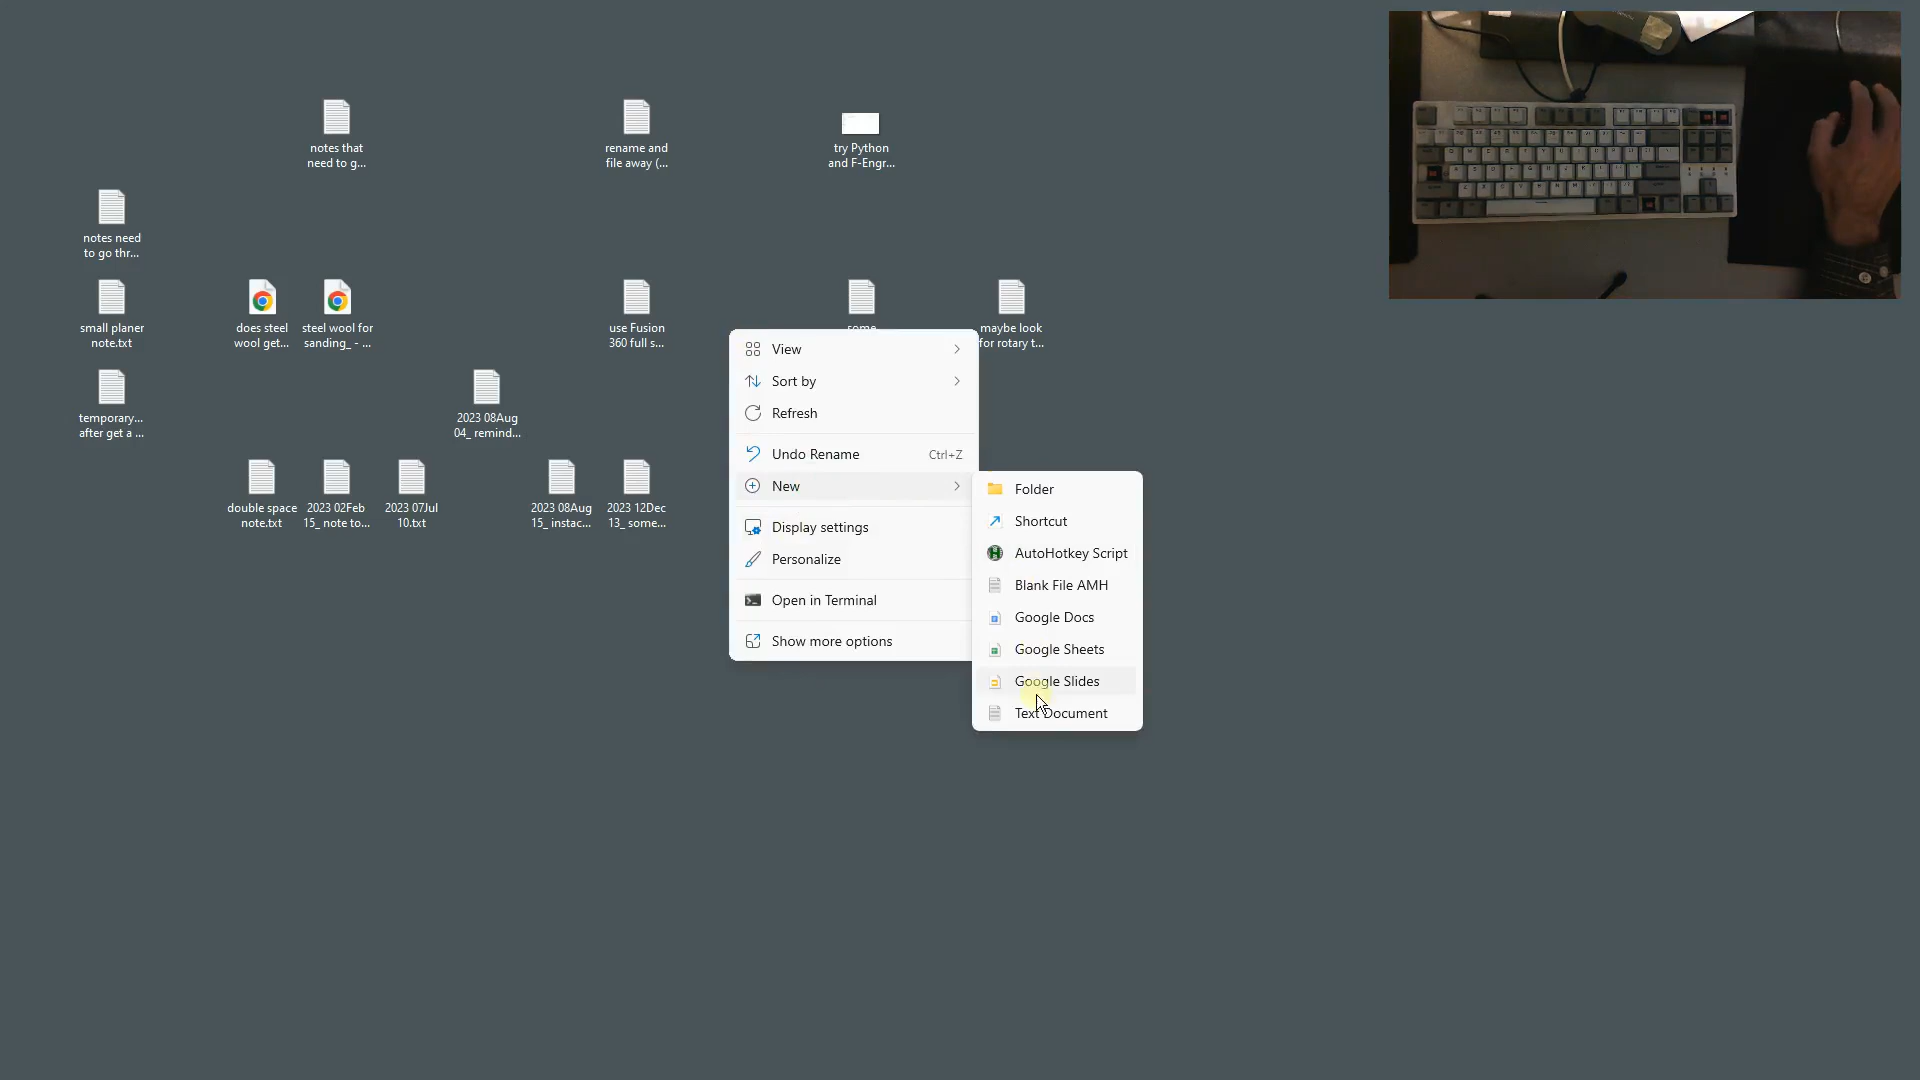 notes that
need to g...
rename and
file away (...
try Python
and F-Engr...
notes need
to go thr...
small planer
note.txt
does steel
wool get...
steel wool for
sanding_ - ...
use Fusion
360 full s...
some
maybe look
for rotary t...
temporary...
after get a ...
2023 08Aug
04_ remind...
double space
note.txt
2023 02Feb
15_ note to...
2023 07Jul
10.txt
2023 08Aug
15_ instac...
2023 12Dec
13_ some...
View
Sort by
Refresh
Undo Rename Ctrl+Z
New
Display settings
Personalize
Open in Terminal
Show more options
Folder
Shortcut
AutoHotkey Script
Blank File AMH
Google Docs
Google Sheets
Google Slides
Text Document